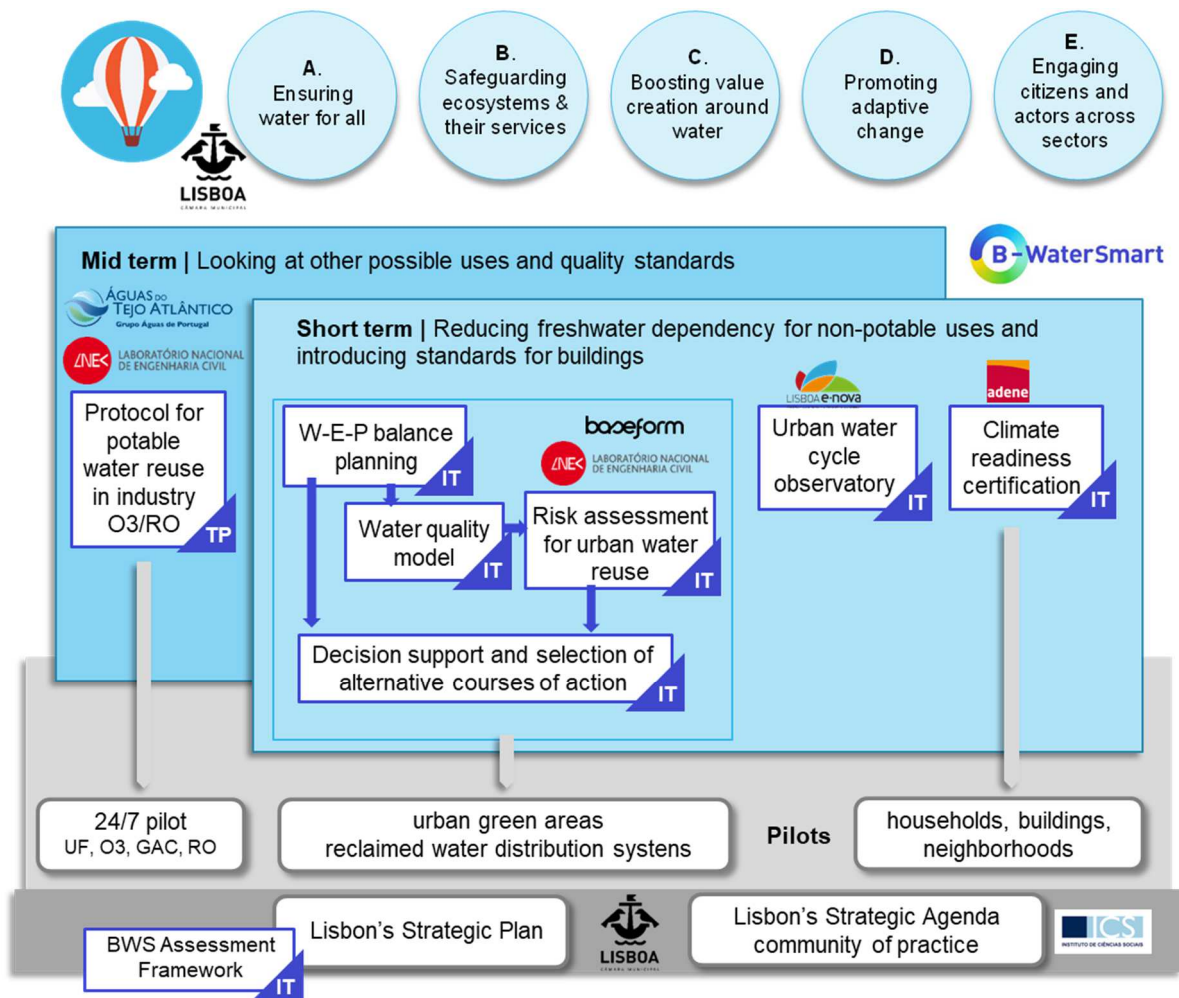 A.
Ensuring
water for all
B.
Safeguarding
ecosystems &
their services
C.
Boosting value
creation around
water
D.
Promoting
adaptive
change
E.
Engaging
citizens and
actors across
sectors
LISBOA
CÂMARA MUNICIPAL
B-WaterSmart
Mid term | Looking at other possible uses and quality standards
ÁGUAS DO
TEJO ATLÂNTICO
Grupo Águas de Portugal
LNEC LABORATÓRIO NACIONAL
DE ENGENHARIA CIVIL
Protocol for
potable
water reuse
in industry
O3/RO
TP
Short term | Reducing freshwater dependency for non-potable uses and
introducing standards for buildings
W-E-P balance
planning
IT
baseform
LNEC LABORATÓRIO NACIONAL
DE ENGENHARIA CIVIL
Water quality
model
IT
Risk assessment
for urban water
reuse
IT
Decision support and selection of
alternative courses of action
IT
LISBOA e-nova
Urban water
cycle
observatory
IT
adene
Climate
readiness
certification
IT
24/7 pilot
UF, O3, GAC, RO
urban green areas
reclaimed water distribution systens
Pilots
households, buildings,
neighborhoods
BWS Assessment
Framework
IT
Lisbon's Strategic Plan
LISBOA
CÂMARA MUNICIPAL
Lisbon's Strategic Agenda
community of practice
ICS
INSTITUTO DE CIÊNCIAS SOCIAIS